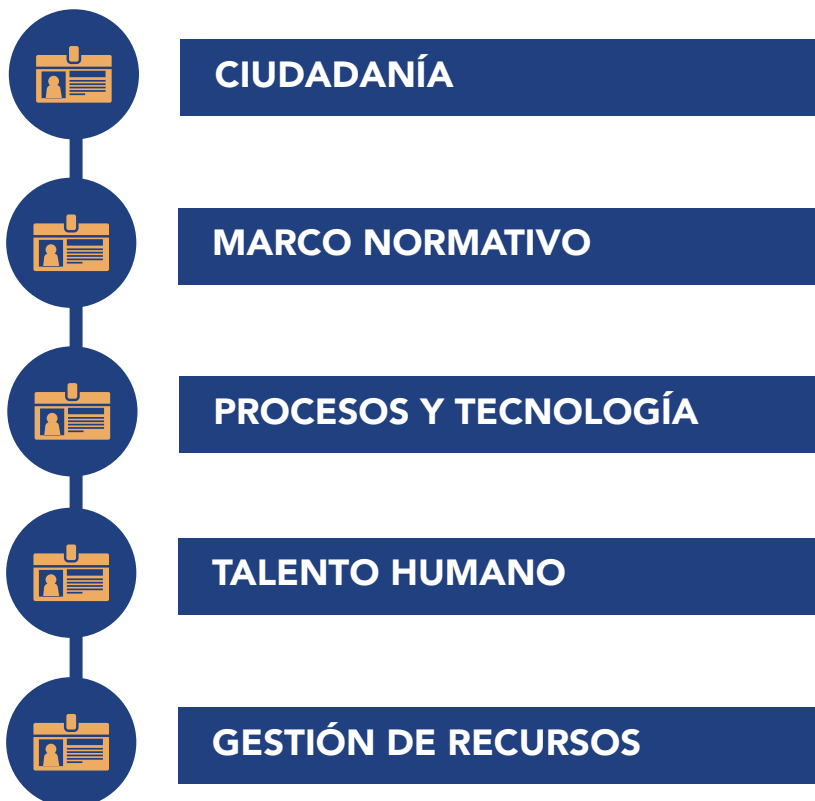 CIUDADANÍA
MARCO NORMATIVO
PROCESOS Y TECNOLOGÍA
TALENTO HUMANO
GESTIÓN DE RECURSOS